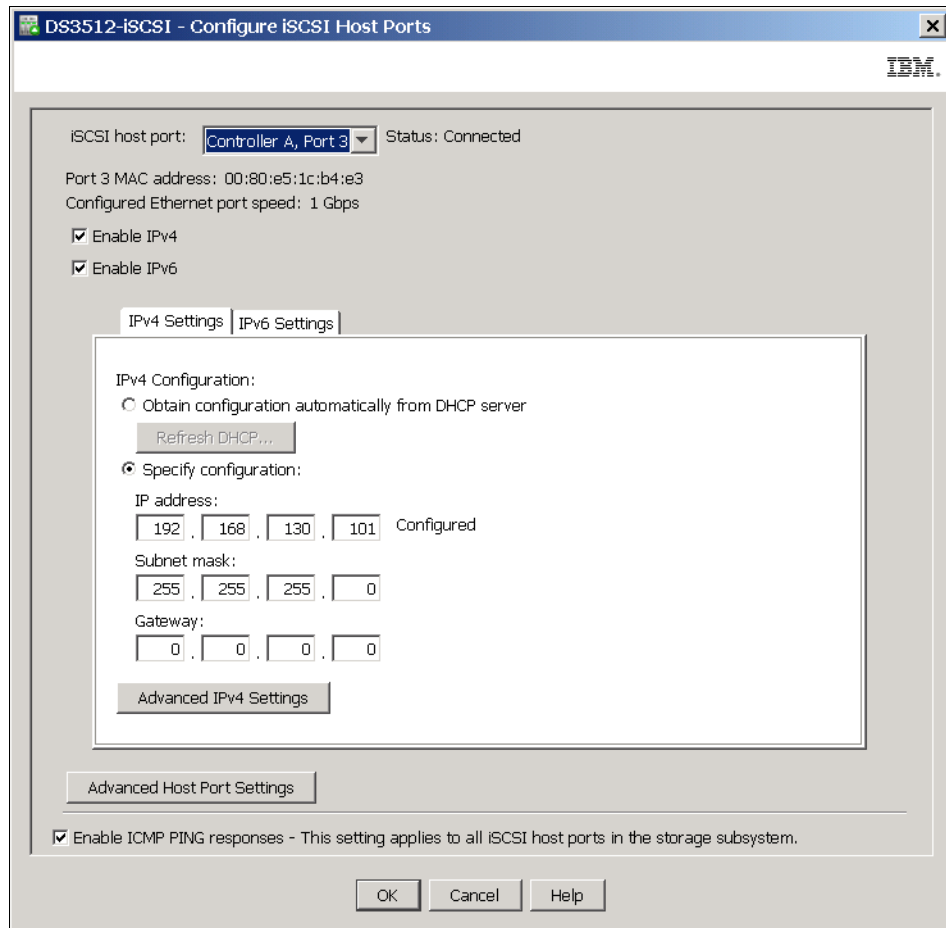 DS3512-iSCSI - Configure iSCSI Host Ports
IBM.
iSCSI host port: Controller A, Port 3 Status: Connected
Port 3 MAC address: 00:80:e5:1c:b4:e3
Configured Ethernet port speed: 1 Gbps
Enable IPv4
Enable IPv6
IPv4 Settings IPv6 Settings
IPv4 Configuration:
Obtain configuration automatically from DHCP server
Refresh DHCP...
Specify configuration:
IP address:
192 . 168 . 130 . 101 Configured
Subnet mask:
255 . 255 . 255 . 0
Gateway:
0 . 0 . 0 . 0
Advanced IPv4 Settings
Advanced Host Port Settings
Enable ICMP PING responses - This setting applies to all iSCSI host ports in the storage subsystem.
OK Cancel Help